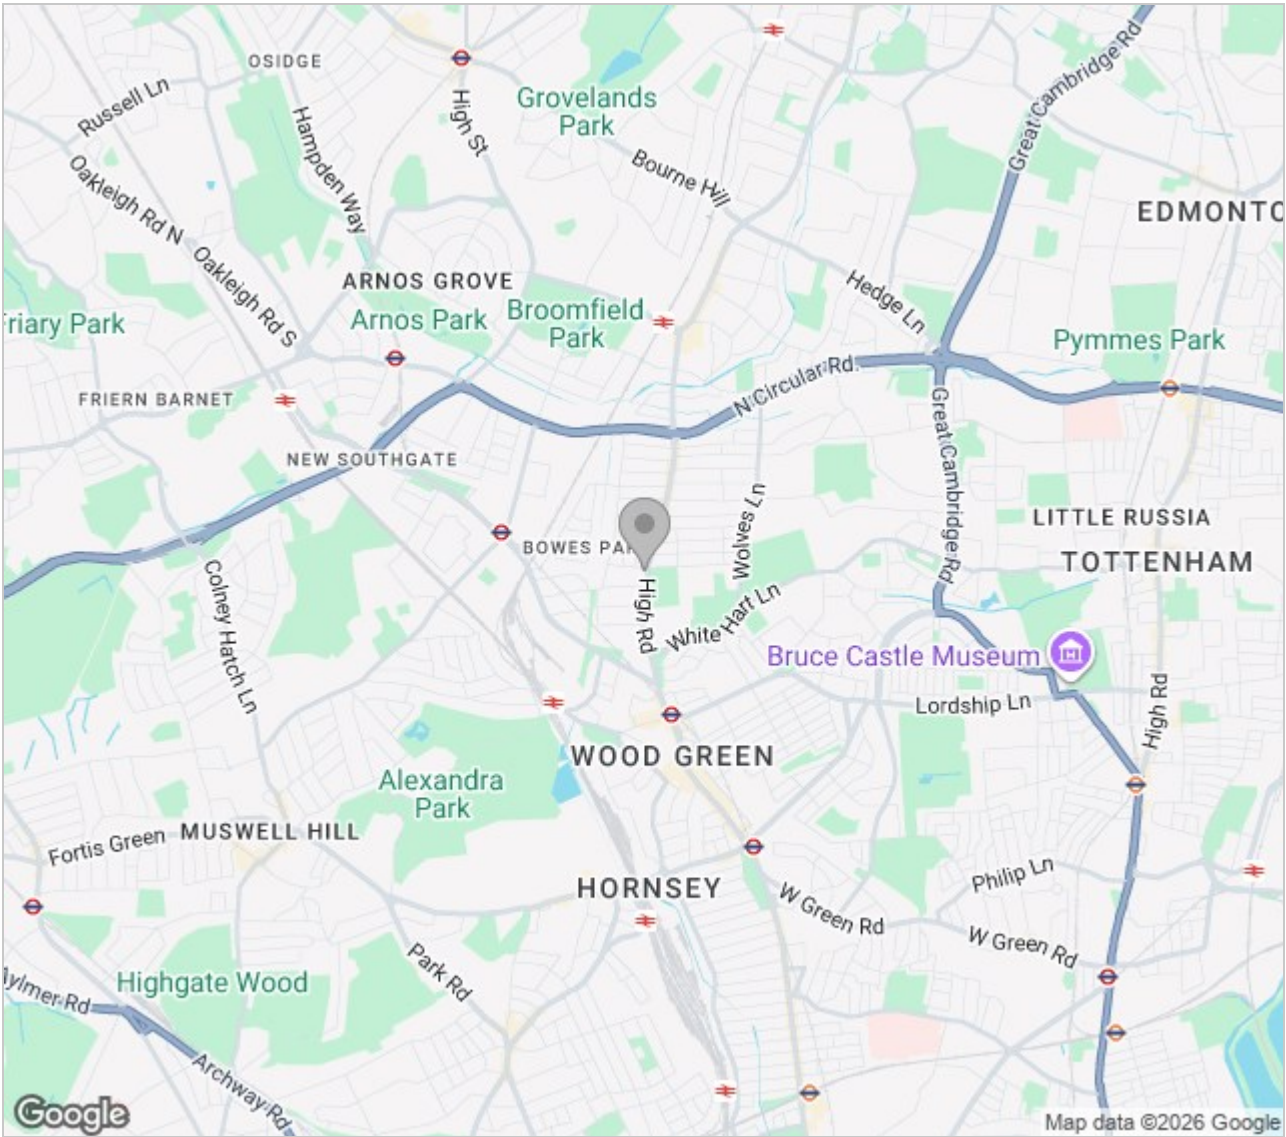 OSIDGE
Russell Ln
Hampden Way
High St
Grovelands
Park
Bourne Hill
Great Cambridge Rd
Oakleigh Rd N
Oakleigh Rd S
EDMONTO
ARNOS GROVE
Arnos Park
Broomfield
Park
Hedge Ln
Friary Park
Pymmes Park
FRIERN BARNET
N Circular Rd
Great Cambridge Rd
NEW SOUTHGATE
Wolves Ln
LITTLE RUSSIA
BOWES PAR
TOTTENHAM
Colney Hatch Ln
High Rd
White Hart Ln
Bruce Castle Museum
Lordship Ln
High Rd
WOOD GREEN
Alexandra
Park
MUSWELL HILL
Fortis Green
HORNSEY
Philip Ln
W Green Rd
W Green Rd
Park Rd
Highgate Wood
Aylmer Rd
Archway Rd
Google
Map data ©2026 Google